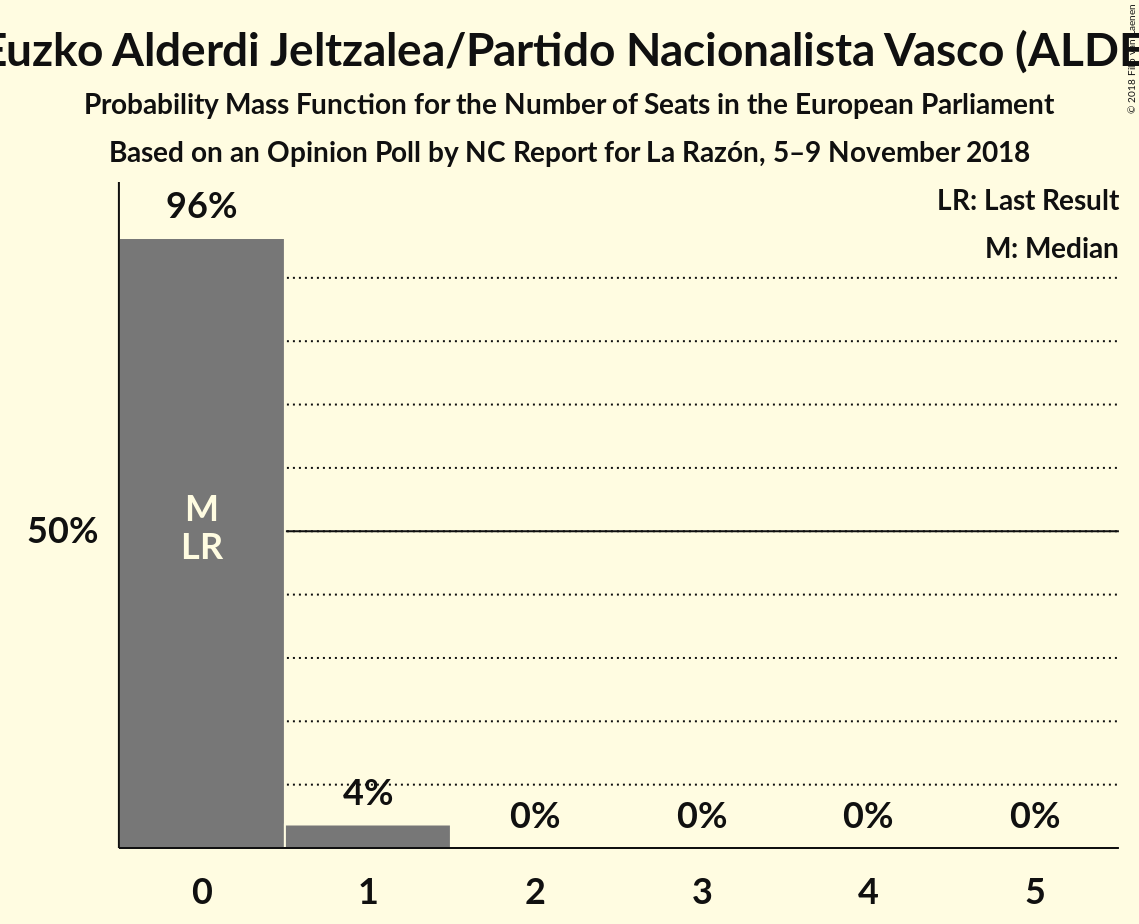 Euzko Alderdi Jeltzalea/Partido Nacionalista Vasco (ALDE
Probability Mass Function for the Number of Seats in the European Parliament
Based on an Opinion Poll by NC Report for La Razón, 5–9 November 2018
© 2018 Laenen
LR: Last Result
M: Median
96%
M
LR
50%
4%
0%
0%
0%
0%
0
1
2
3
4
5